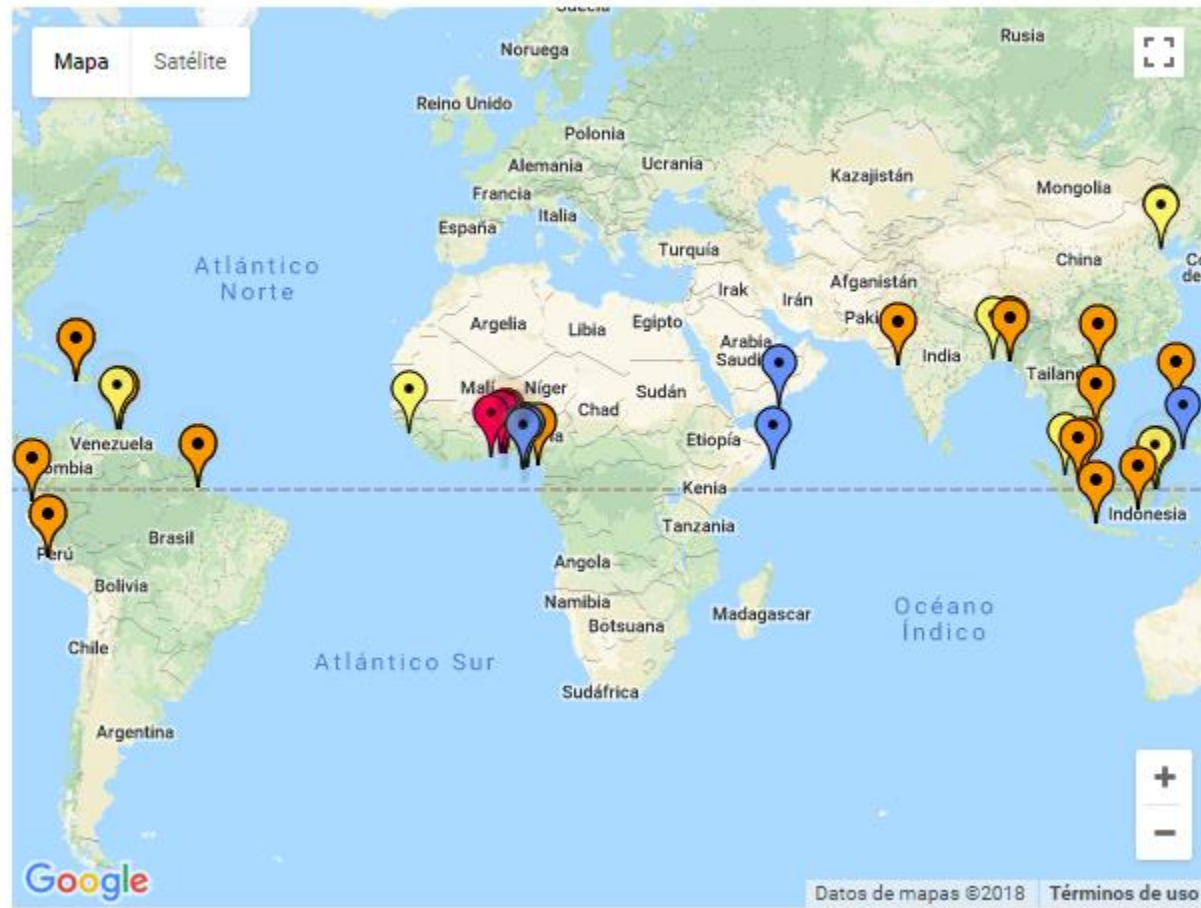 Mapa
Satélite
Noruega
Rusia
Reino Unido
Polonia
Alemania
Ucrania
Kazajistán
Mongolia
Francia
Italia
España
Turquía
China
Atlántico
Norte
Afganistán
Irak
Irán
Argelia
Libia
Egipto
Arabia
India
Malí
Níger
Sudán
Chad
Venezuela
Etiopía
Kenia
Indonesia
Tanzania
Brasil
Perú
Angola
Bolivia
Namibia
Madagascar
Océano
Índico
Botsuana
Chile
Atlántico Sur
Sudáfrica
Argentina
+
−
Google
Datos de mapas ©2018
Términos de uso